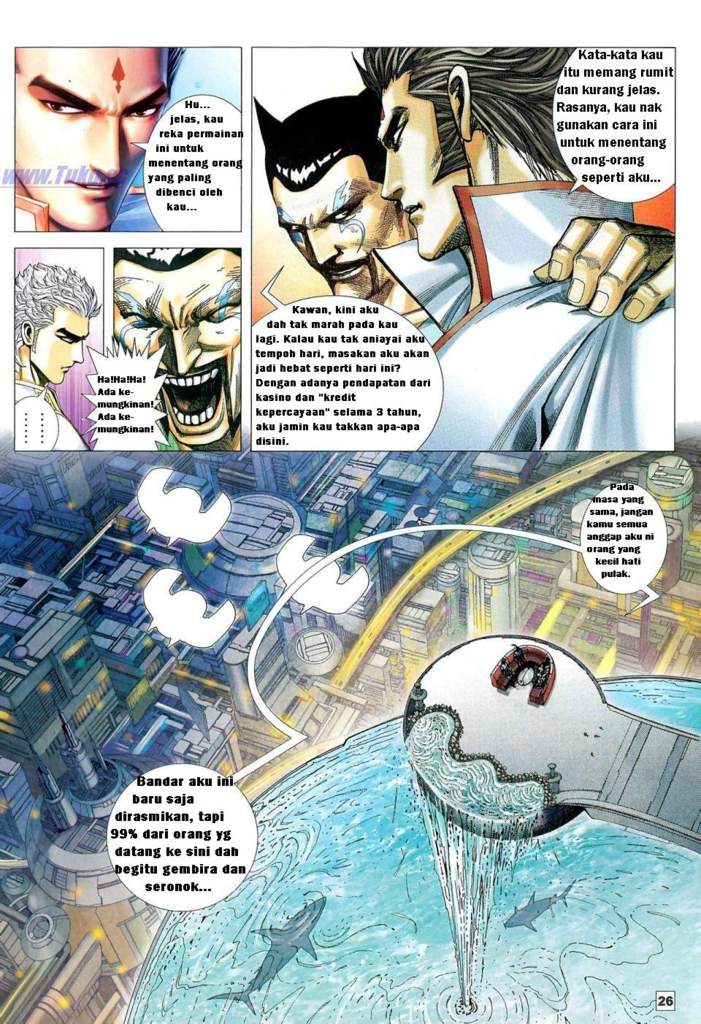 Hu...
jelas, kau
reka permainan
ini untuk
menentang orang
yang paling
dibenci oleh
kau...
www.Tuku
Kata-kata kau
itu memang rumit
dan kurang jelas.
Rasanya, kau nak
gunakan cara ini
untuk menentang
orang-orang
seperti aku...
Kawan, kini aku
dah tak marah pada kau
lagi. Kalau kau tak aniayai aku
tempoh hari, masakan aku akan
jadi hebat seperti hari ini?
Dengan adanya pendapatan dari
kasino dan "kredit
kepercayaan" selama 3 tahun,
aku jamin kau takkan apa-apa
disini.
......
Ha!Ha!Ha!
Ada ke-
mungkinan!
Ada ke-
mungkinan!
Pada
masa yang
sama, jangan
kamu semua
anggap aku ni
orang yang
kecil hati
pulak.
Bandar aku ini
baru saja
dirasmikan, tapi
99% dari orang yg
datang ke sini dah
begitu gembira dan
seronok...
26